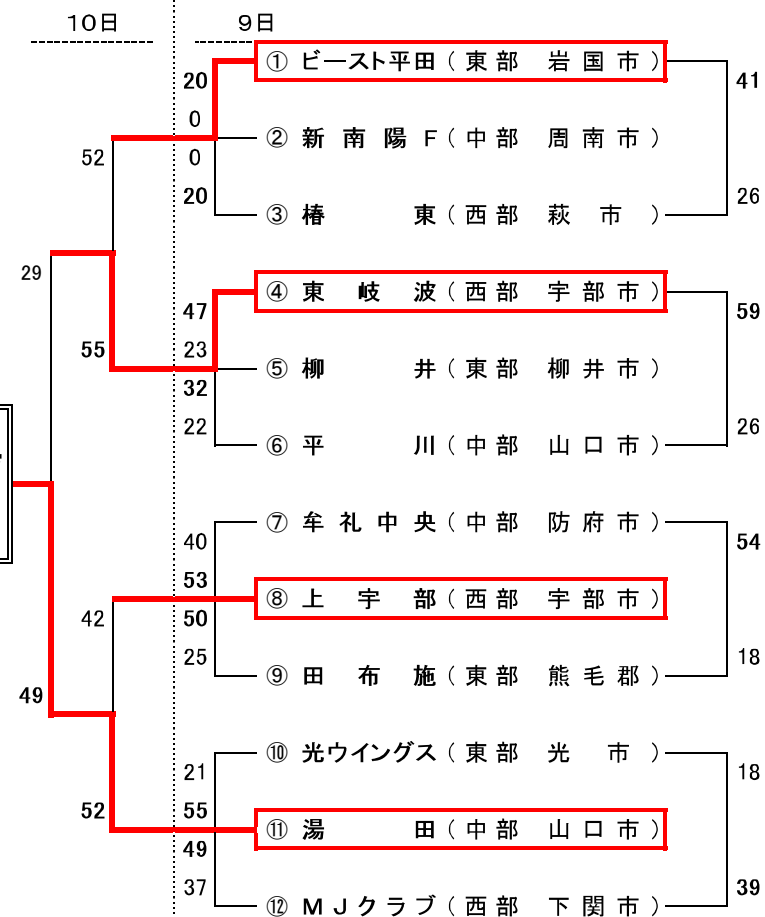 10日 9日
① ビースト平田(東部 岩国市)
20
41
0
② 新南陽F(中部 周南市)
52
0
20
26
③ 椿東(西部 萩市)
29
④ 東岐波(西部 宇部市)
47
59
55
23
⑤ 柳井(東部 柳井市)
32
22
26
⑥ 平川(中部 山口市)
⑦ 牟礼中央(中部 防府市)
40
54
53
⑧ 上宇部(西部 宇部市)
42
50
25
18
⑨ 田布施(東部 熊毛郡)
49
⑩ 光ウイングス(東部 光市)
21
18
52
55
⑪ 湯田(中部 山口市)
49
37
39
⑫ MJクラブ(西部 下関市)